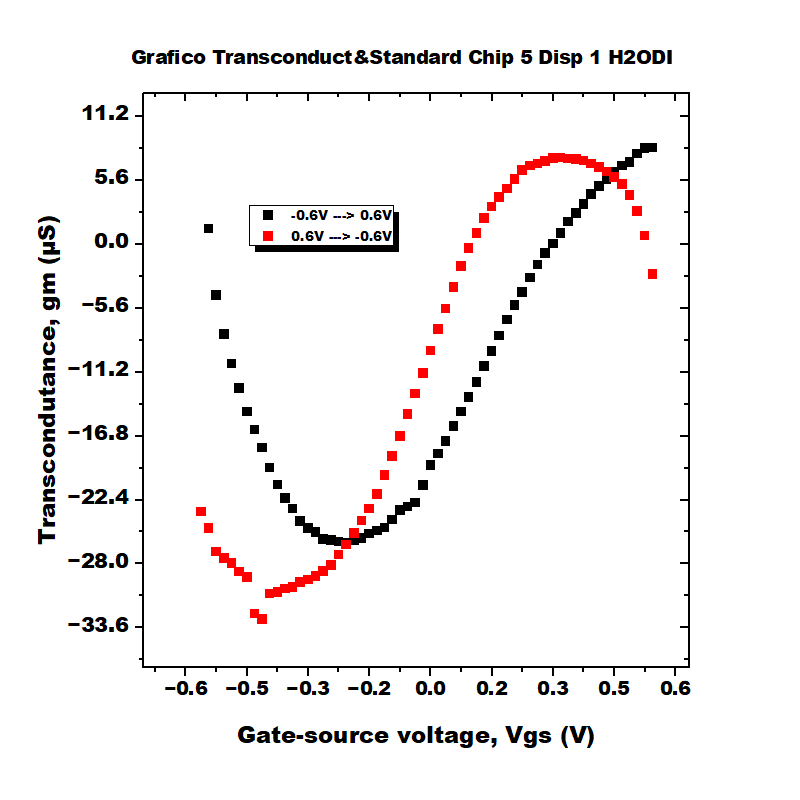 Grafico Transconduct&Standard Chip 5 Disp 1 H2ODI
11.2
5.6
0.0
−5.6
−11.2
−16.8
−22.4
−28.0
−33.6
Transcondutance, gm (µS)
-0.6V ---> 0.6V
0.6V ---> -0.6V
−0.6 −0.5 −0.3 −0.2 0.0 0.2 0.3 0.5 0.6
Gate-source voltage, Vgs (V)